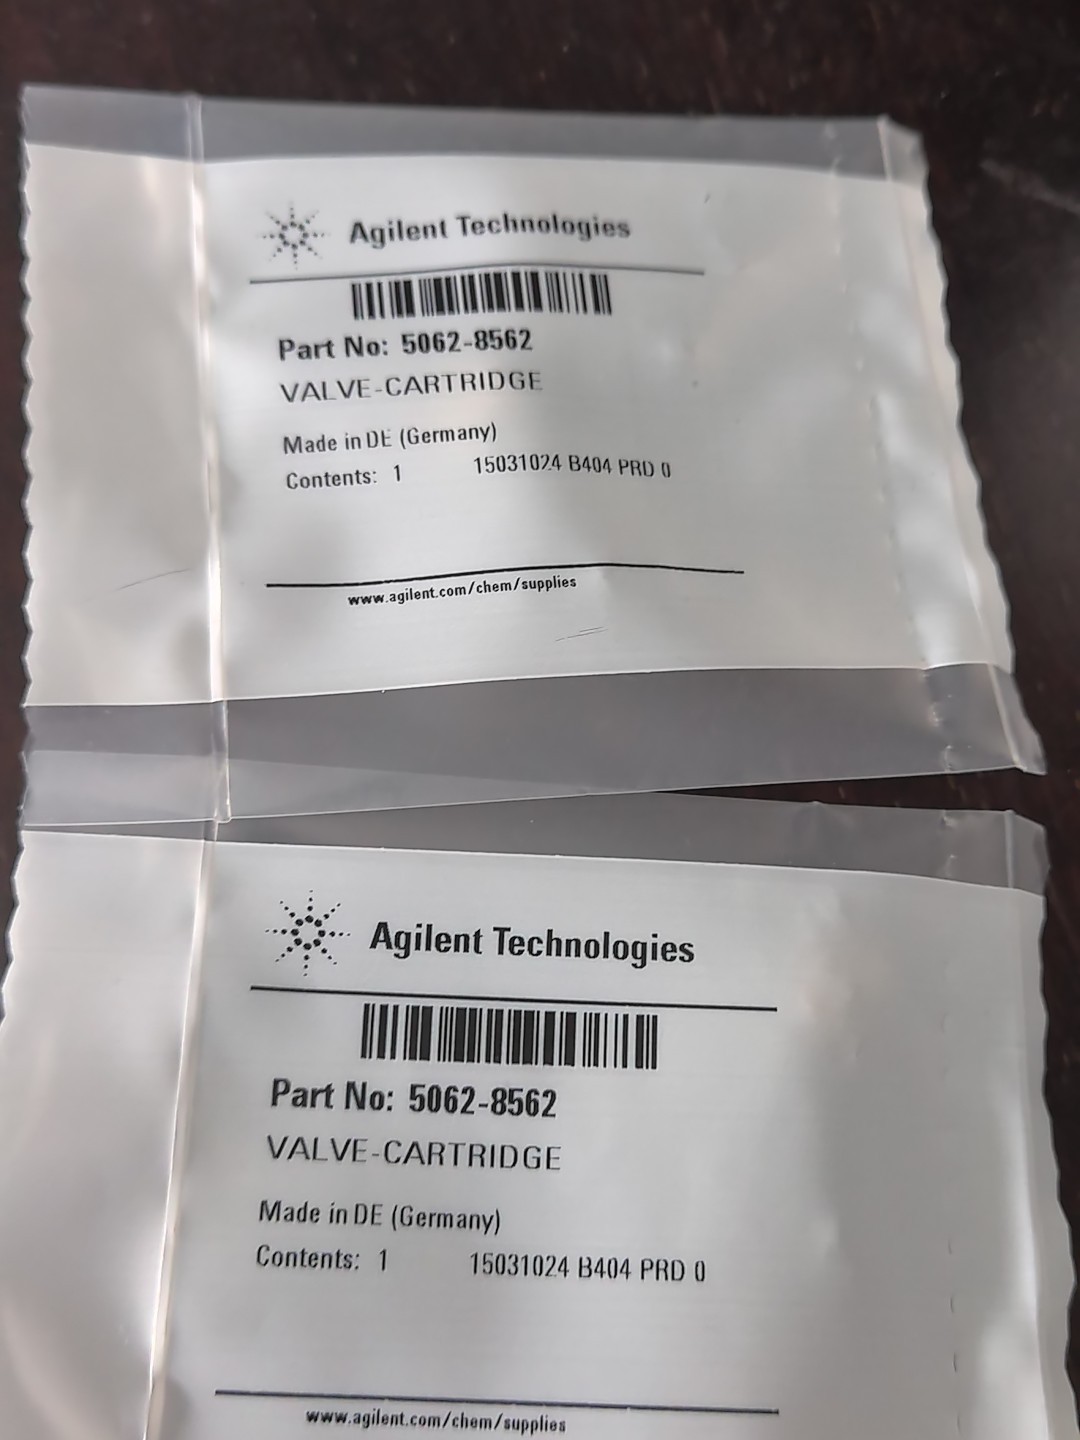 Agilent Technologies
Part No: 5062-8562
VALVE-CARTRIDGE
Made in DE (Germany)
Contents: 1 15031024 B404 PRD 0
www.agilent.com/chem/supplies
Agilent Technologies
Part No: 5062-8562
VALVE-CARTRIDGE
Made in DE (Germany)
Contents: 1 15031024 B404 PRD 0
www.agilent.com/chem/supplies